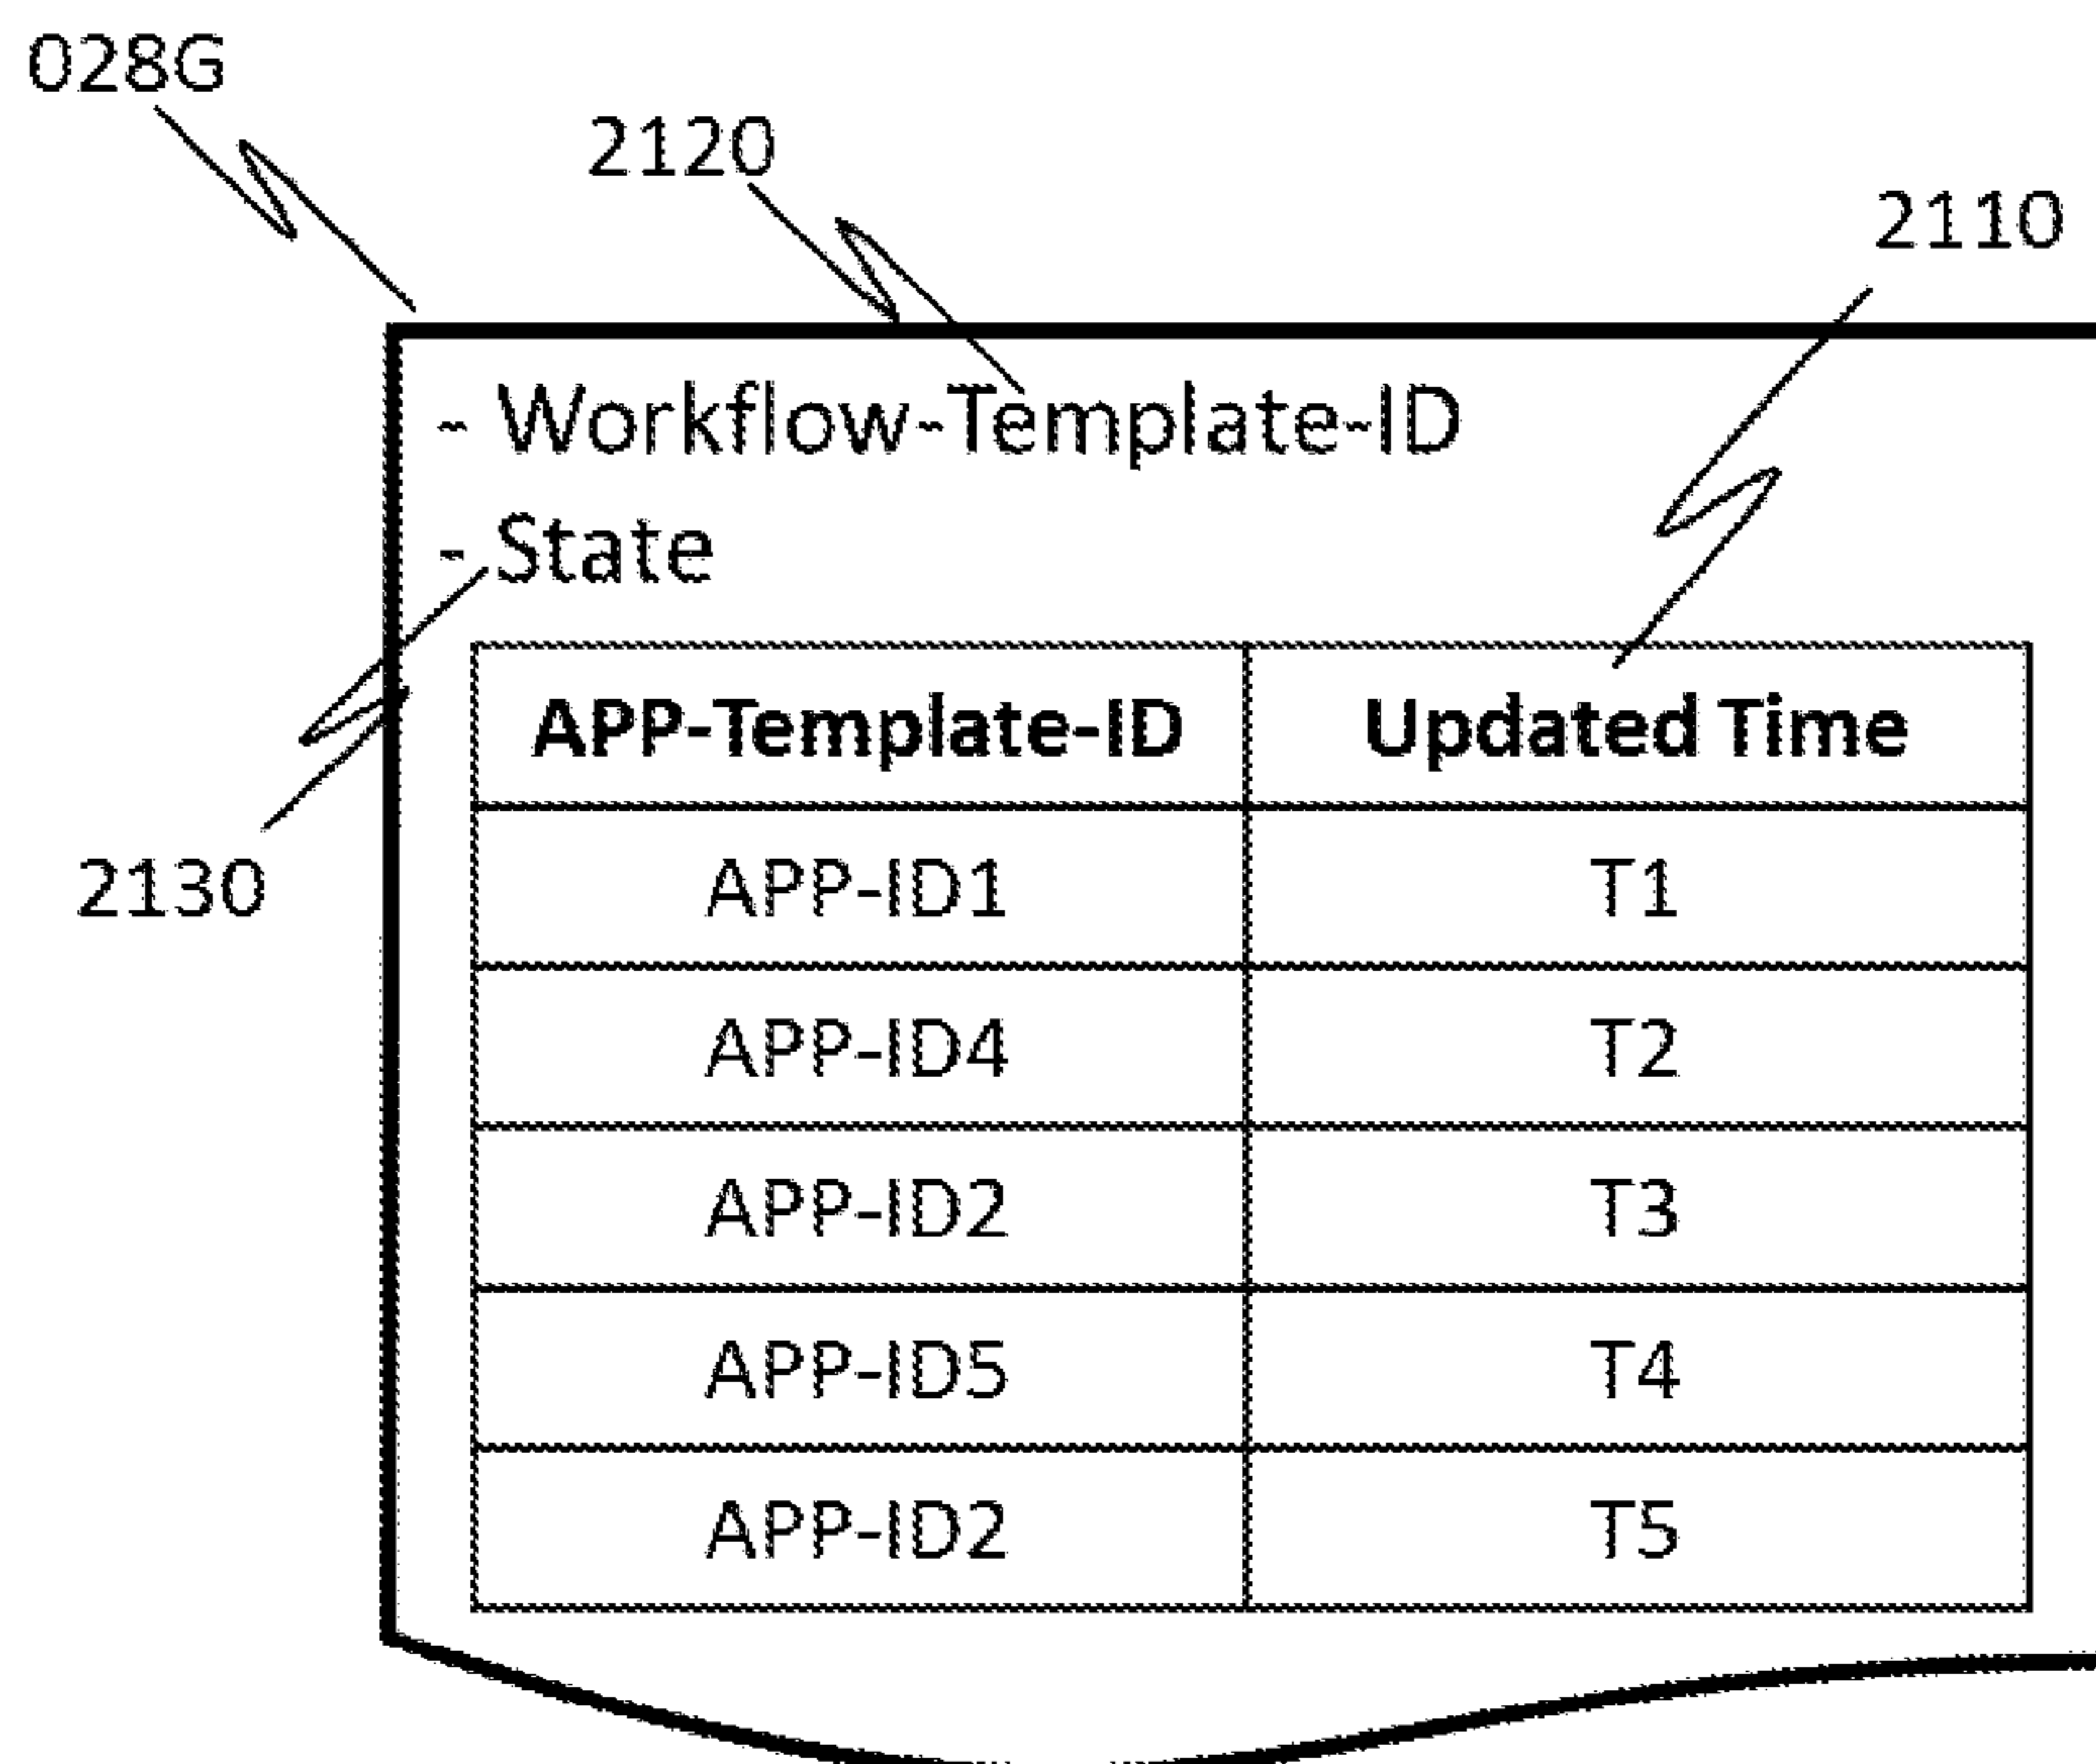 028G
2120
2110
- Workflow-Template-ID
- State
APP-Template-ID Updated Time
2130
APP-ID1 T1
APP-ID4 T2
APP-ID2 T3
APP-ID5 T4
APP-ID2 T5